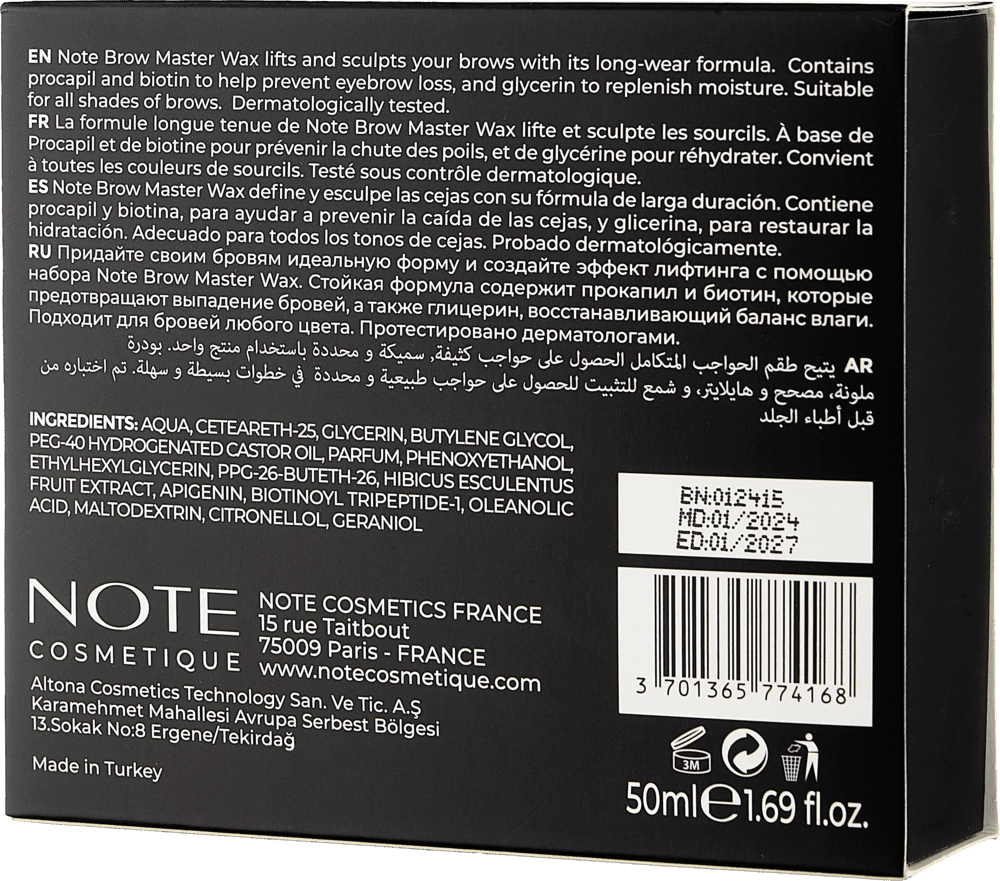 EN Note Brow Master Wax lifts and sculpts your brows with its long-wear formula. Contains
procapil and biotin to help prevent eyebrow loss, and glycerin to replenish moisture. Suitable
for all shades of brows. Dermatologically tested.
FR La formule longue tenue de Note Brow Master Wax lifte et sculpte les sourcils. À base de
Procapil et de biotine pour prévenir la chute des poils, et de glycérine pour réhydrater. Convient
à toutes les couleurs de sourcils. Testé sous contrôle dermatologique.
ES Note Brow Master Wax define y esculpe las cejas con su fórmula de larga duración. Contiene
procapil y biotina, para ayudar a prevenir la caída de las cejas, y glicerina, para restaurar la
hidratación. Adecuado para todos los tonos de cejas. Probado dermatológicamente.
RU Придайте своим бровям идеальную форму и создайте эффект лифтинга с помощью
набора Note Brow Master Wax. Стойкая формула содержит прокапил и биотин, которые
предотвращают выпадение бровей, а также глицерин, восстанавливающий баланс влаги.
Подходит для бровей любого цвета. Протестировано дерматологами.
AR يتيح طقم الحواجب المتكامل الحصول على حواجب كثيفة, سميكة و محددة باستخدام منتج واحد. بودرة
ملونة، مصحح و هايلايتر، و شمع للتثبيت للحصول على حواجب طبيعية و محددة في خطوات بسيطة و سهلة. تم اختباره من
قبل أطباء الجلد
INGREDIENTS: AQUA, CETEARETH-25, GLYCERIN, BUTYLENE GLYCOL,
PEG-40 HYDROGENATED CASTOR OIL, PARFUM, PHENOXYETHANOL,
ETHYLHEXYLGLYCERIN, PPG-26-BUTETH-26, HIBICUS ESCULENTUS
FRUIT EXTRACT, APIGENIN, BIOTINOYL TRIPEPTIDE-1, OLEANOLIC
ACID, MALTODEXTRIN, CITRONELLOL, GERANIOL
BN:012415
MD:01/2024
ED:01/2027
NOTE
COSMETIQUE
NOTE COSMETICS FRANCE
15 rue Taitbout
75009 Paris - FRANCE
www.notecosmetique.com
Altona Cosmetics Technology San. Ve Tic. A.Ş
Karamehmet Mahallesi Avrupa Serbest Bölgesi
13.Sokak No:8 Ergene/Tekirdağ
Made in Turkey
3 701365 774168
3M
50ml e 1.69 fl.oz.